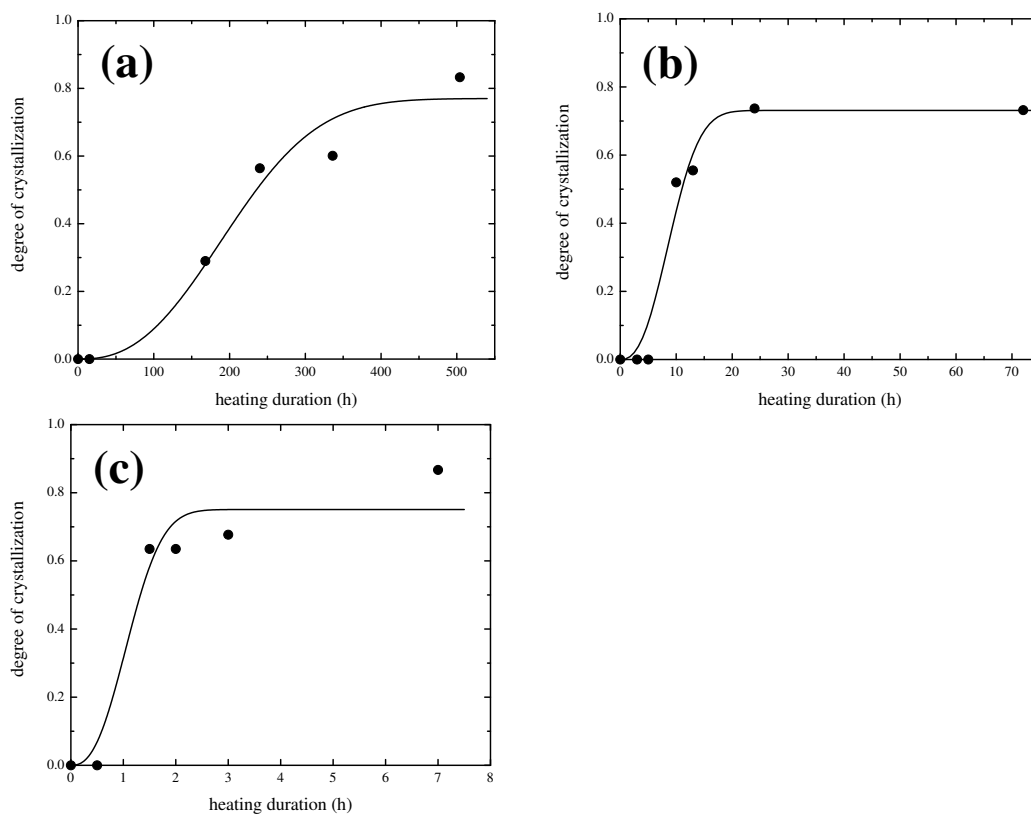 1.0
0.8
0.6
0.4
0.2
0.0
degree of crystallization
(a)
0 100 200 300 400 500
heating duration (h)
1.0
0.8
0.6
0.4
0.2
0.0
degree of crystallization
(b)
0 10 20 30 40 50 60 70
heating duration (h)
1.0
0.8
0.6
0.4
0.2
0.0
degree of crystallization
(c)
0 1 2 3 4 5 6 7 8
heating duration (h)